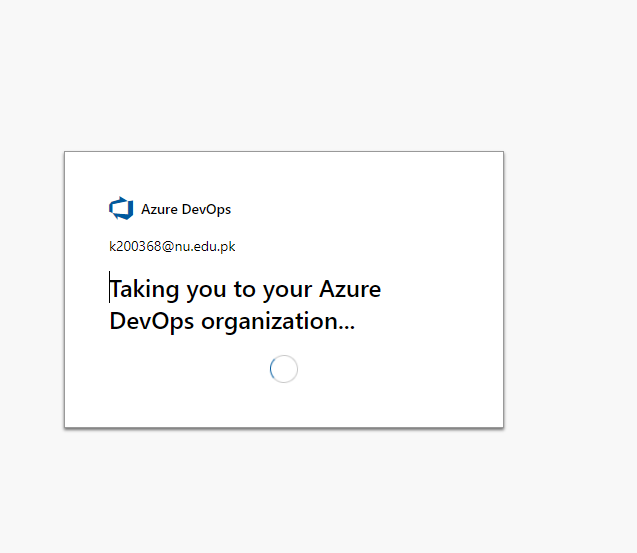 Azure DevOps
k200368@nu.edu.pk
Taking you to your Azure
DevOps organization...